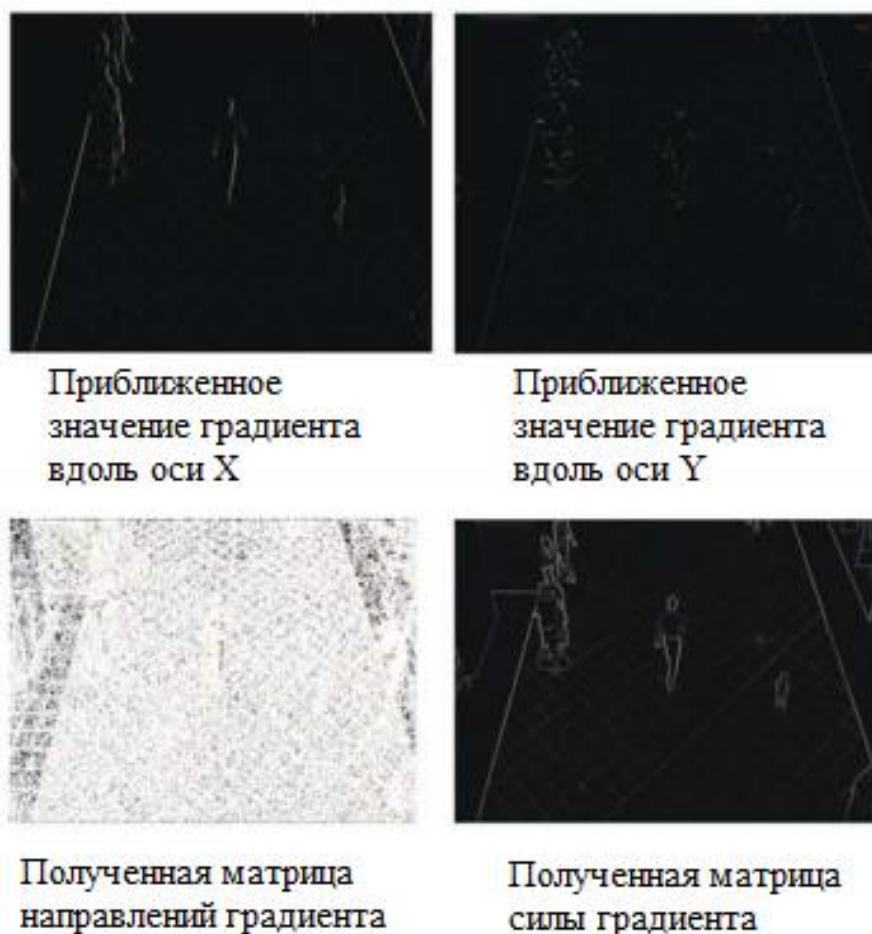 Приближенное
значение градиента
вдоль оси X
Приближенное
значение градиента
вдоль оси Y
Полученная матрица
направлений градиента
Полученная матрица
силы градиента